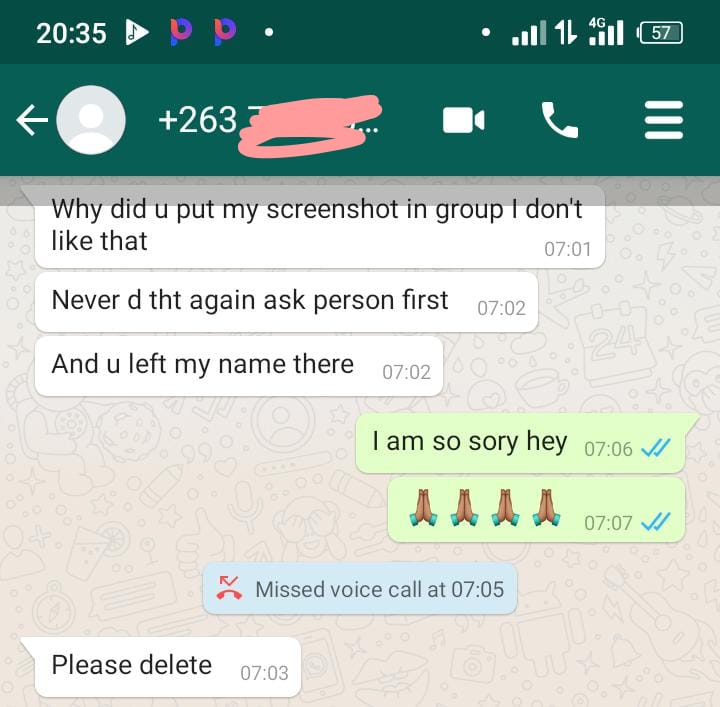 20:35
4G
57
+263
Why did u put my screenshot in group I don't
like that
07:01
Never d tht again ask person first 07:02
And u left my name there 07:02
I am so sory hey 07:06
07:07
Missed voice call at 07:05
Please delete 07:03